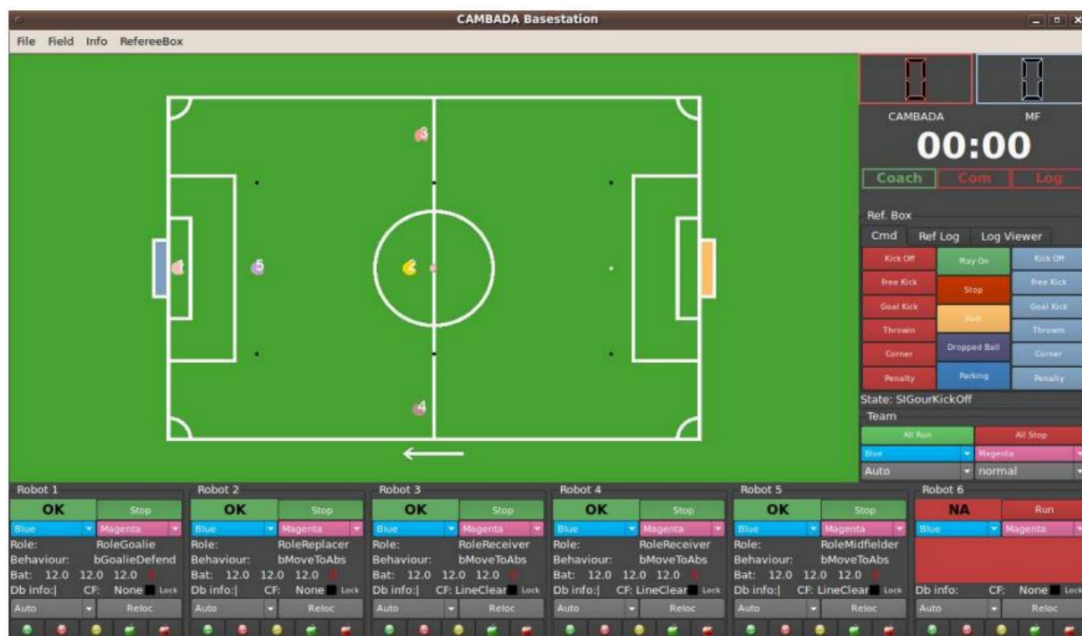 CAMBADA Basestation
File Field Info RefereeBox
0 0
CAMBADA MF
00:00
Coach Com Log
Ref. Box
Cmd Ref Log Log Viewer
Kick Off Play On Kick Off
Free Kick Stop Free Kick
Goal Kick Goal Kick
Throwin Throwin
Corner Dropped Ball Corner
Penalty Parking Penalty
State: SIGourKickOff
Team
All Run All Stop
Blue Magenta
Auto normal
3
5 2
4
Robot 1 Robot 2 Robot 3 Robot 4 Robot 5 Robot 6
OK Stop OK Stop OK Stop OK Stop OK Stop NA Run
Blue Magenta Blue Magenta Blue Magenta Blue Magenta Blue Magenta Blue Magenta
Role: RoleGoalie Role: RoleReplacer Role: RoleReceiver Role: RoleReceiver Role: RoleMidfielder
Behaviour: bGoalieDefend Behaviour: bMoveToAbs Behaviour: bMoveToAbs Behaviour: bMoveToAbs Behaviour: bMoveToAbs
Bat: 12.0 12.0 12.0 Bat: 12.0 12.0 12.0 Bat: 12.0 12.0 12.0 Bat: 12.0 12.0 12.0 Bat: 12.0 12.0 12.0
Db info:| CF: None Lock Db info:| CF: None Lock Db info:| CF: LineClear Lock Db info:| CF: LineClear Lock Db info:| CF: LineClear Lock Db info: CF: None Lock
Auto Reloc Auto Reloc Auto Reloc Auto Reloc Auto Reloc Auto Reloc